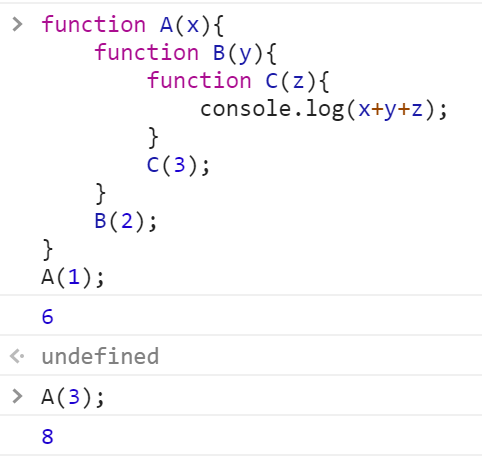 > function A(x){
    function B(y){
        function C(z){
            console.log(x+y+z);
        }
        C(3);
    }
    B(2);
}
A(1);
6
undefined
> A(3);
8